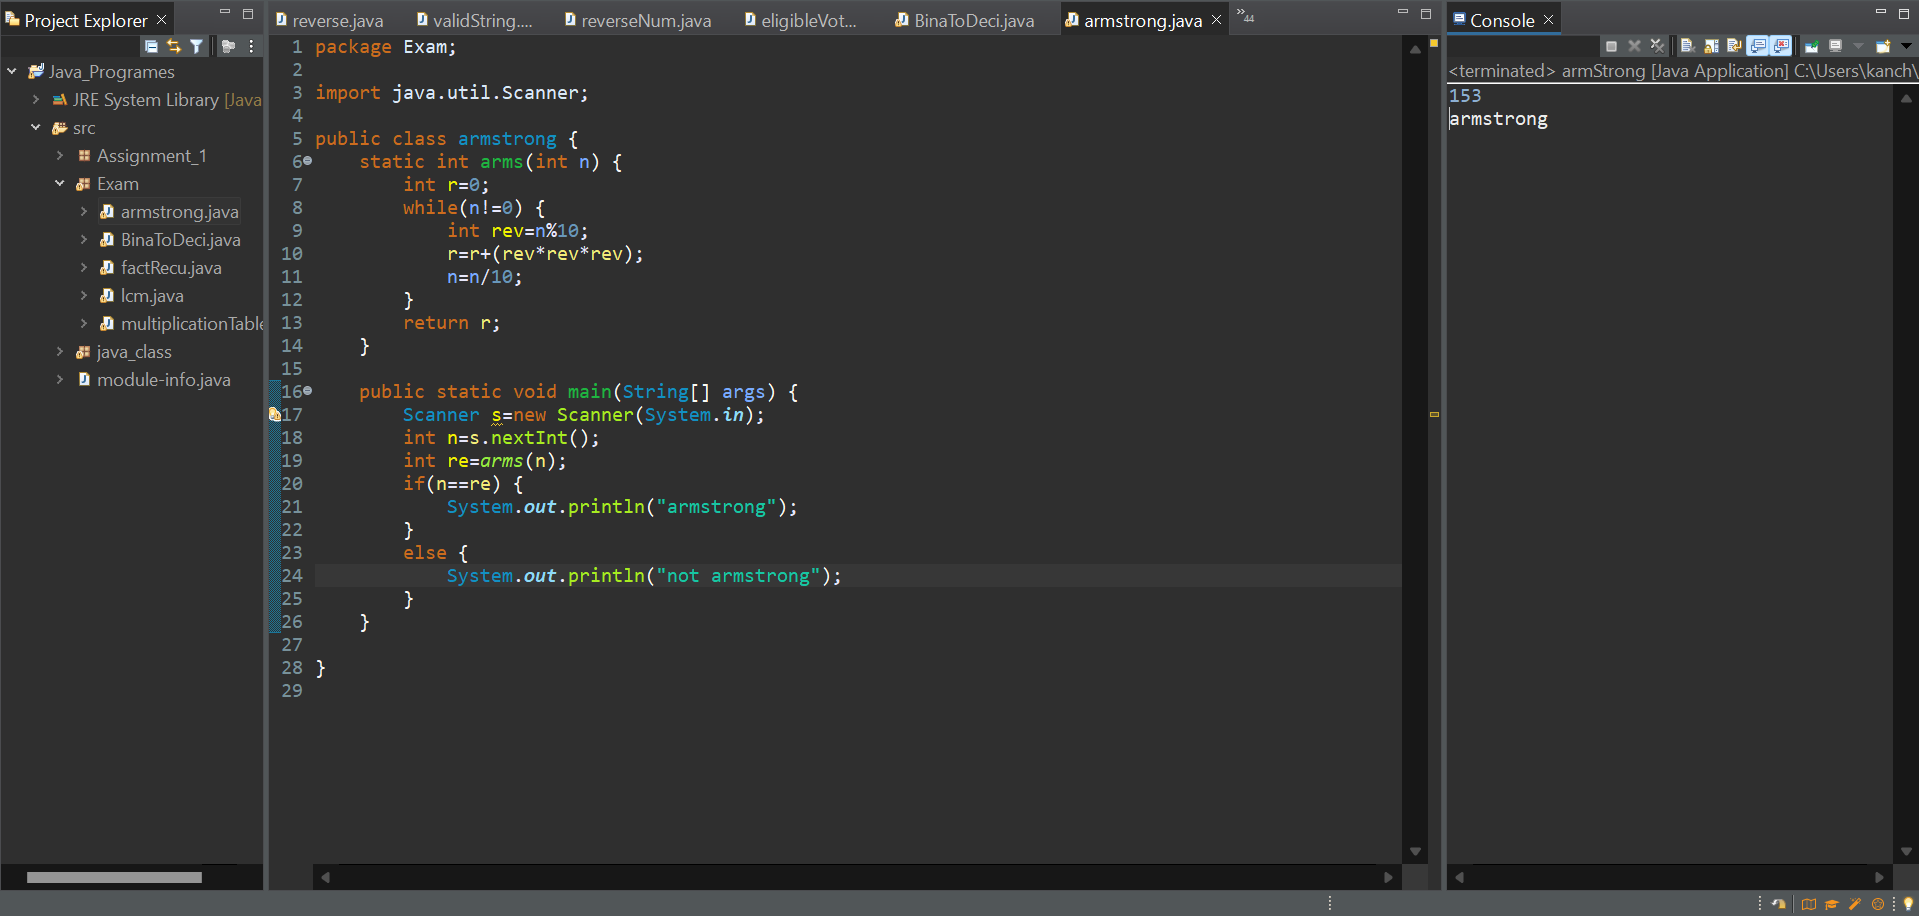 Project Explorer
Java_Programes
JRE System Library [Java
src
Assignment_1
Exam
armstrong.java
BinaToDeci.java
factRecu.java
lcm.java
multiplicationTable
java_class
module-info.java
reverse.java validString.... reverseNum.java eligibleVot... BinaToDeci.java armstrong.java »44
1 package Exam;
2
3 import java.util.Scanner;
4
5 public class armstrong {
6 static int arms(int n) {
7 int r=0;
8 while(n!=0) {
9 int rev=n%10;
10 r=r+(rev*rev*rev);
11 n=n/10;
12 }
13 return r;
14 }
15
16 public static void main(String[] args) {
17 Scanner s=new Scanner(System.in);
18 int n=s.nextInt();
19 int re=arms(n);
20 if(n==re) {
21 System.out.println("armstrong");
22 }
23 else {
24 System.out.println("not armstrong");
25 }
26 }
27
28 }
29
Console
<terminated> armStrong [Java Application] C:\Users\kanch\
153
armstrong